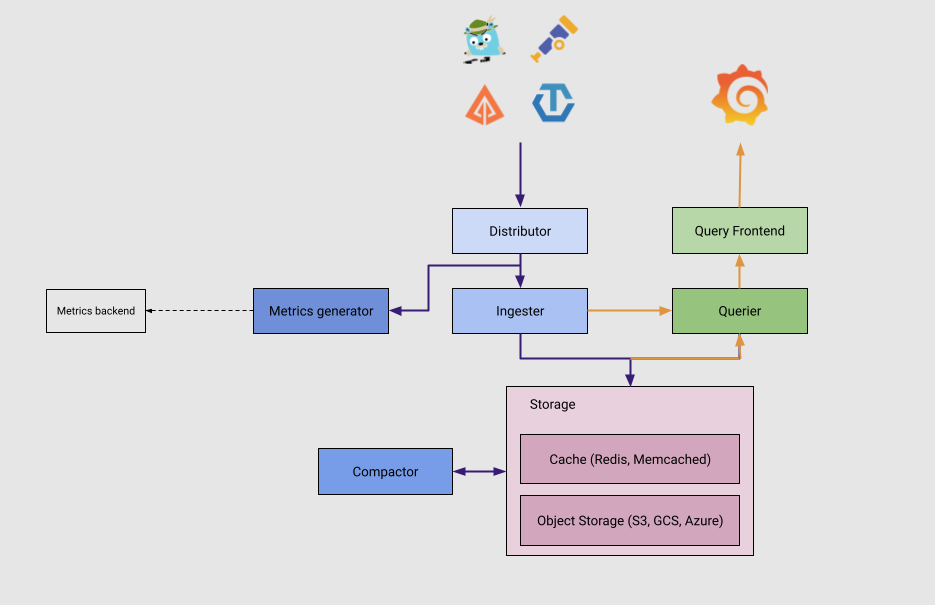 Distributor
Query Frontend
Metrics backend
Metrics generator
Ingester
Querier
Storage
Cache (Redis, Memcached)
Compactor
Object Storage (S3, GCS, Azure)